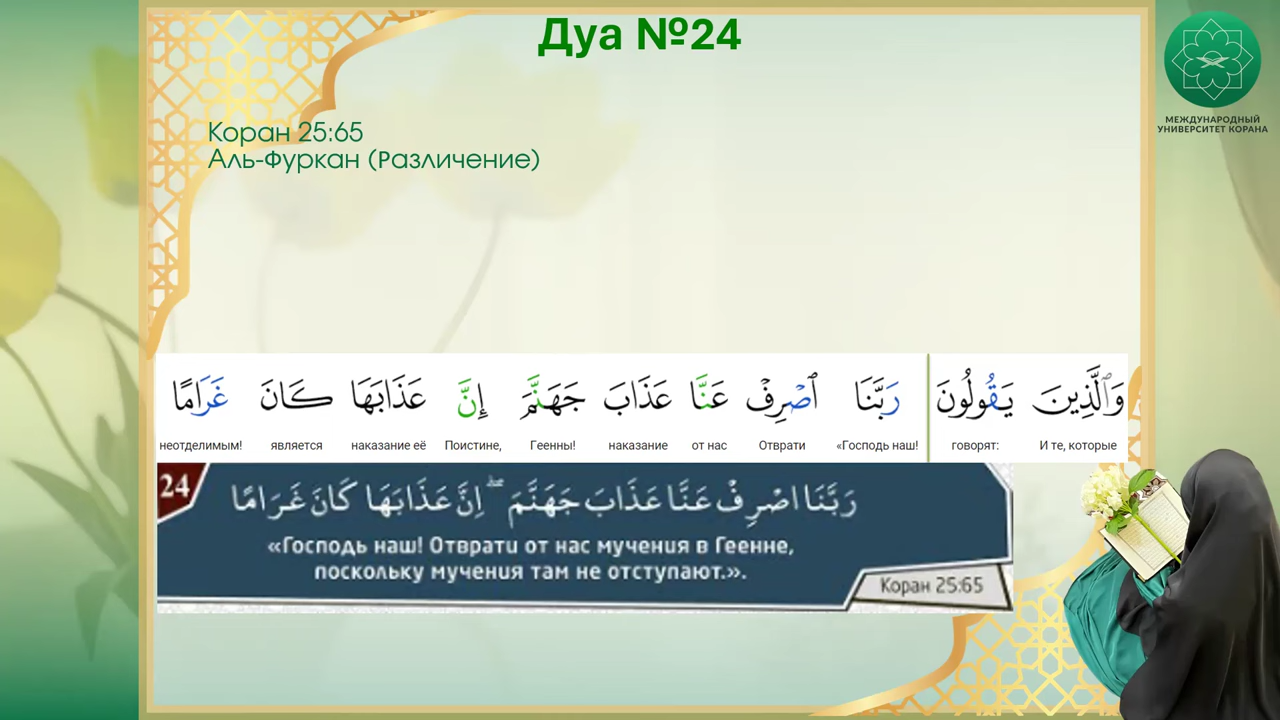 Дуа №24
МЕЖДУНАРОДНЫЙ
УНИВЕРСИТЕТ КОРАНА
Коран 25:65
Аль-Фуркан (Различение)
وَٱلَّذِينَ يَقُولُونَ رَبَّنَا ٱصْرِفْ عَنَّا عَذَابَ جَهَنَّمَ إِنَّ عَذَابَهَا كَانَ غَرَامًا
неотделимым! является наказание её Поистине, Геенны! наказание от нас Отврати «Господь наш! говорят: И те, которые
24
رَبَّنَا اصْرِفْ عَنَّا عَذَابَ جَهَنَّمَ ۖ اِنَّ عَذَابَهَا كَانَ غَرَامًا
«Господь наш! Отврати от нас мучения в Геенне,
поскольку мучения там не отступают.».
Коран 25:65